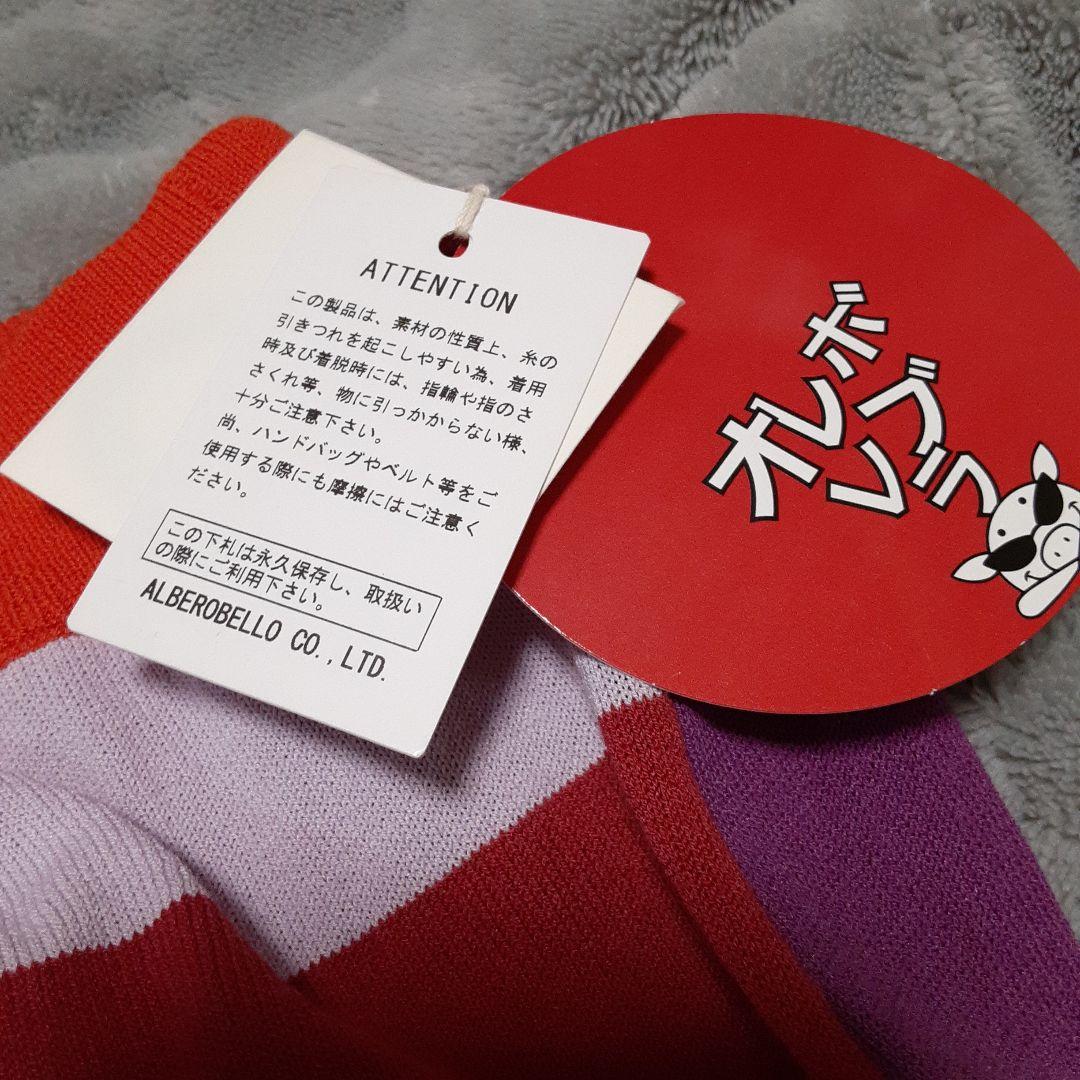 ATTENTION
この製品は、素材の性質上、糸の
引きつれを起こしやすい為、着用
時及び着脱時には、指輪や指のさ
さくれ等、物に引っかからない様、
十分ご注意下さい。
尚、ハンドバッグやベルト等をご
使用する際にも摩擦にはご注意く
ださい。
この下札は永久保存し、取扱い
の際にご利用下さい。
ALBEROBELLO CO.,LTD.
オレボ
レブラ